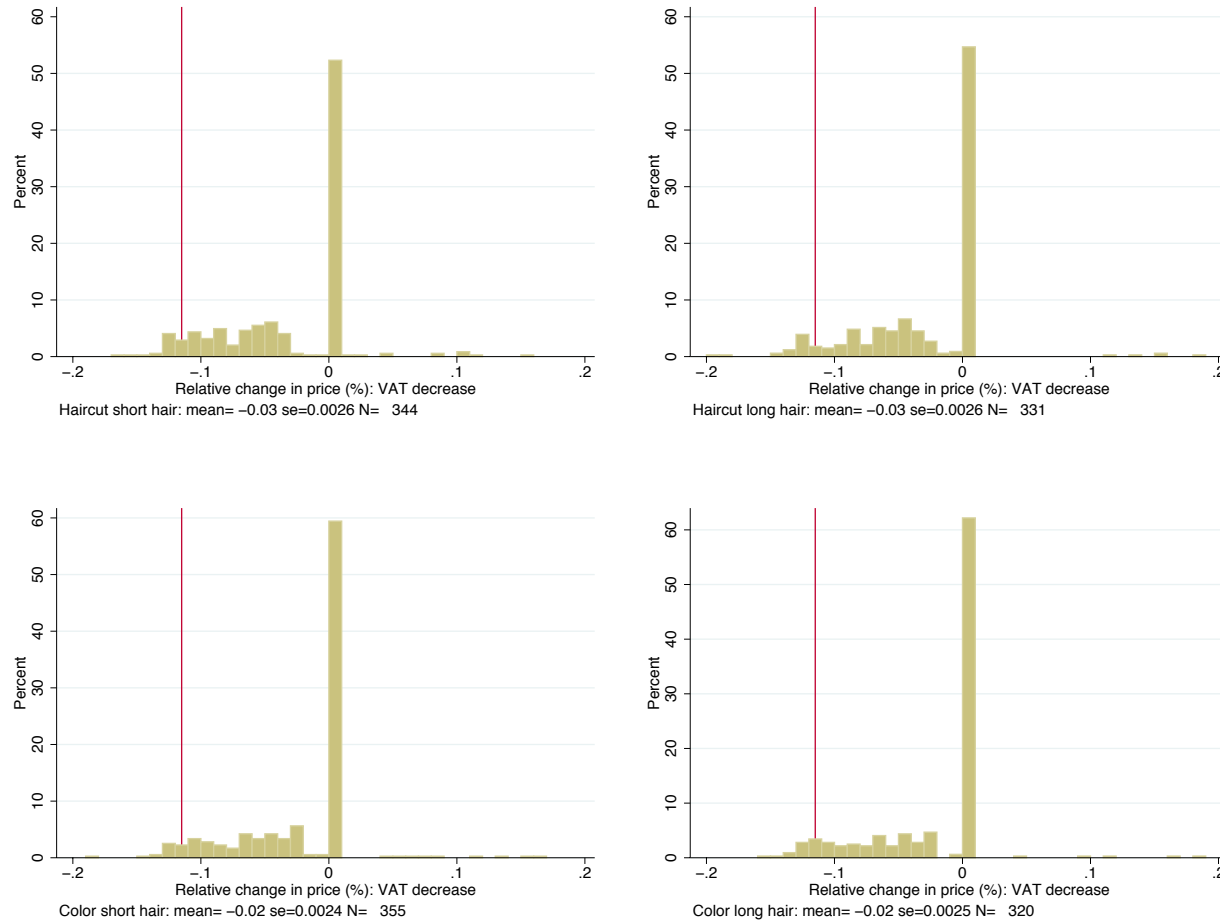 60
50
40
30
20
10
0
Percent
−.2 −.1 0 .1 .2
Relative change in price (%): VAT decrease
Haircut short hair: mean= −0.03 se=0.0026 N= 344
60
50
40
30
20
10
0
Percent
−.2 −.1 0 .1 .2
Relative change in price (%): VAT decrease
Haircut long hair: mean= −0.03 se=0.0026 N= 331
60
50
40
30
20
10
0
Percent
−.2 −.1 0 .1 .2
Relative change in price (%): VAT decrease
Color short hair: mean= −0.02 se=0.0024 N= 355
60
50
40
30
20
10
0
Percent
−.2 −.1 0 .1 .2
Relative change in price (%): VAT decrease
Color long hair: mean= −0.02 se=0.0025 N= 320